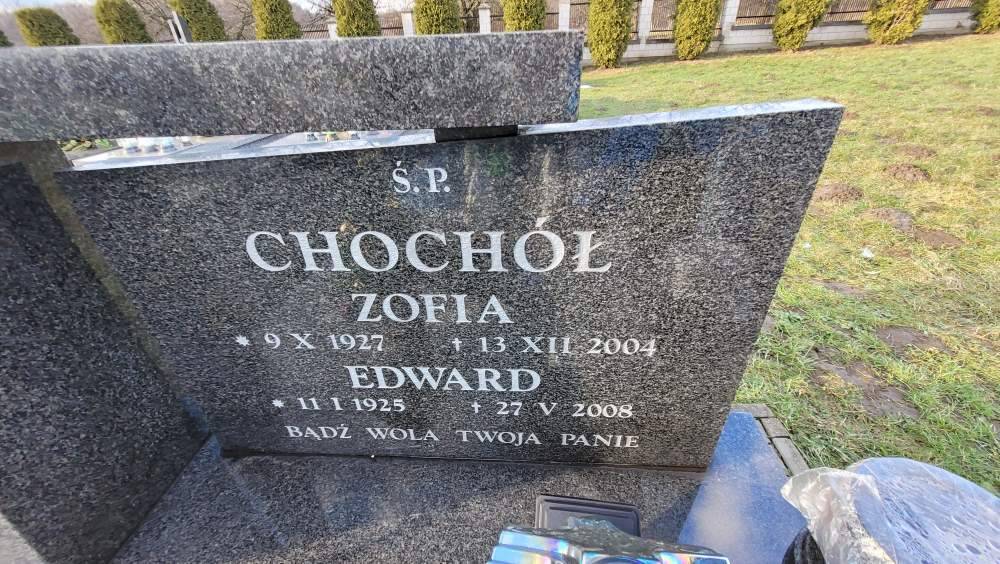 Ś. P.
CHOCHÓŁ
ZOFIA
* 9 X 1927 † 13 XII 2004
EDWARD
* 11 I 1925 † 27 V 2008
BĄDŹ WOLA TWOJA PANIE